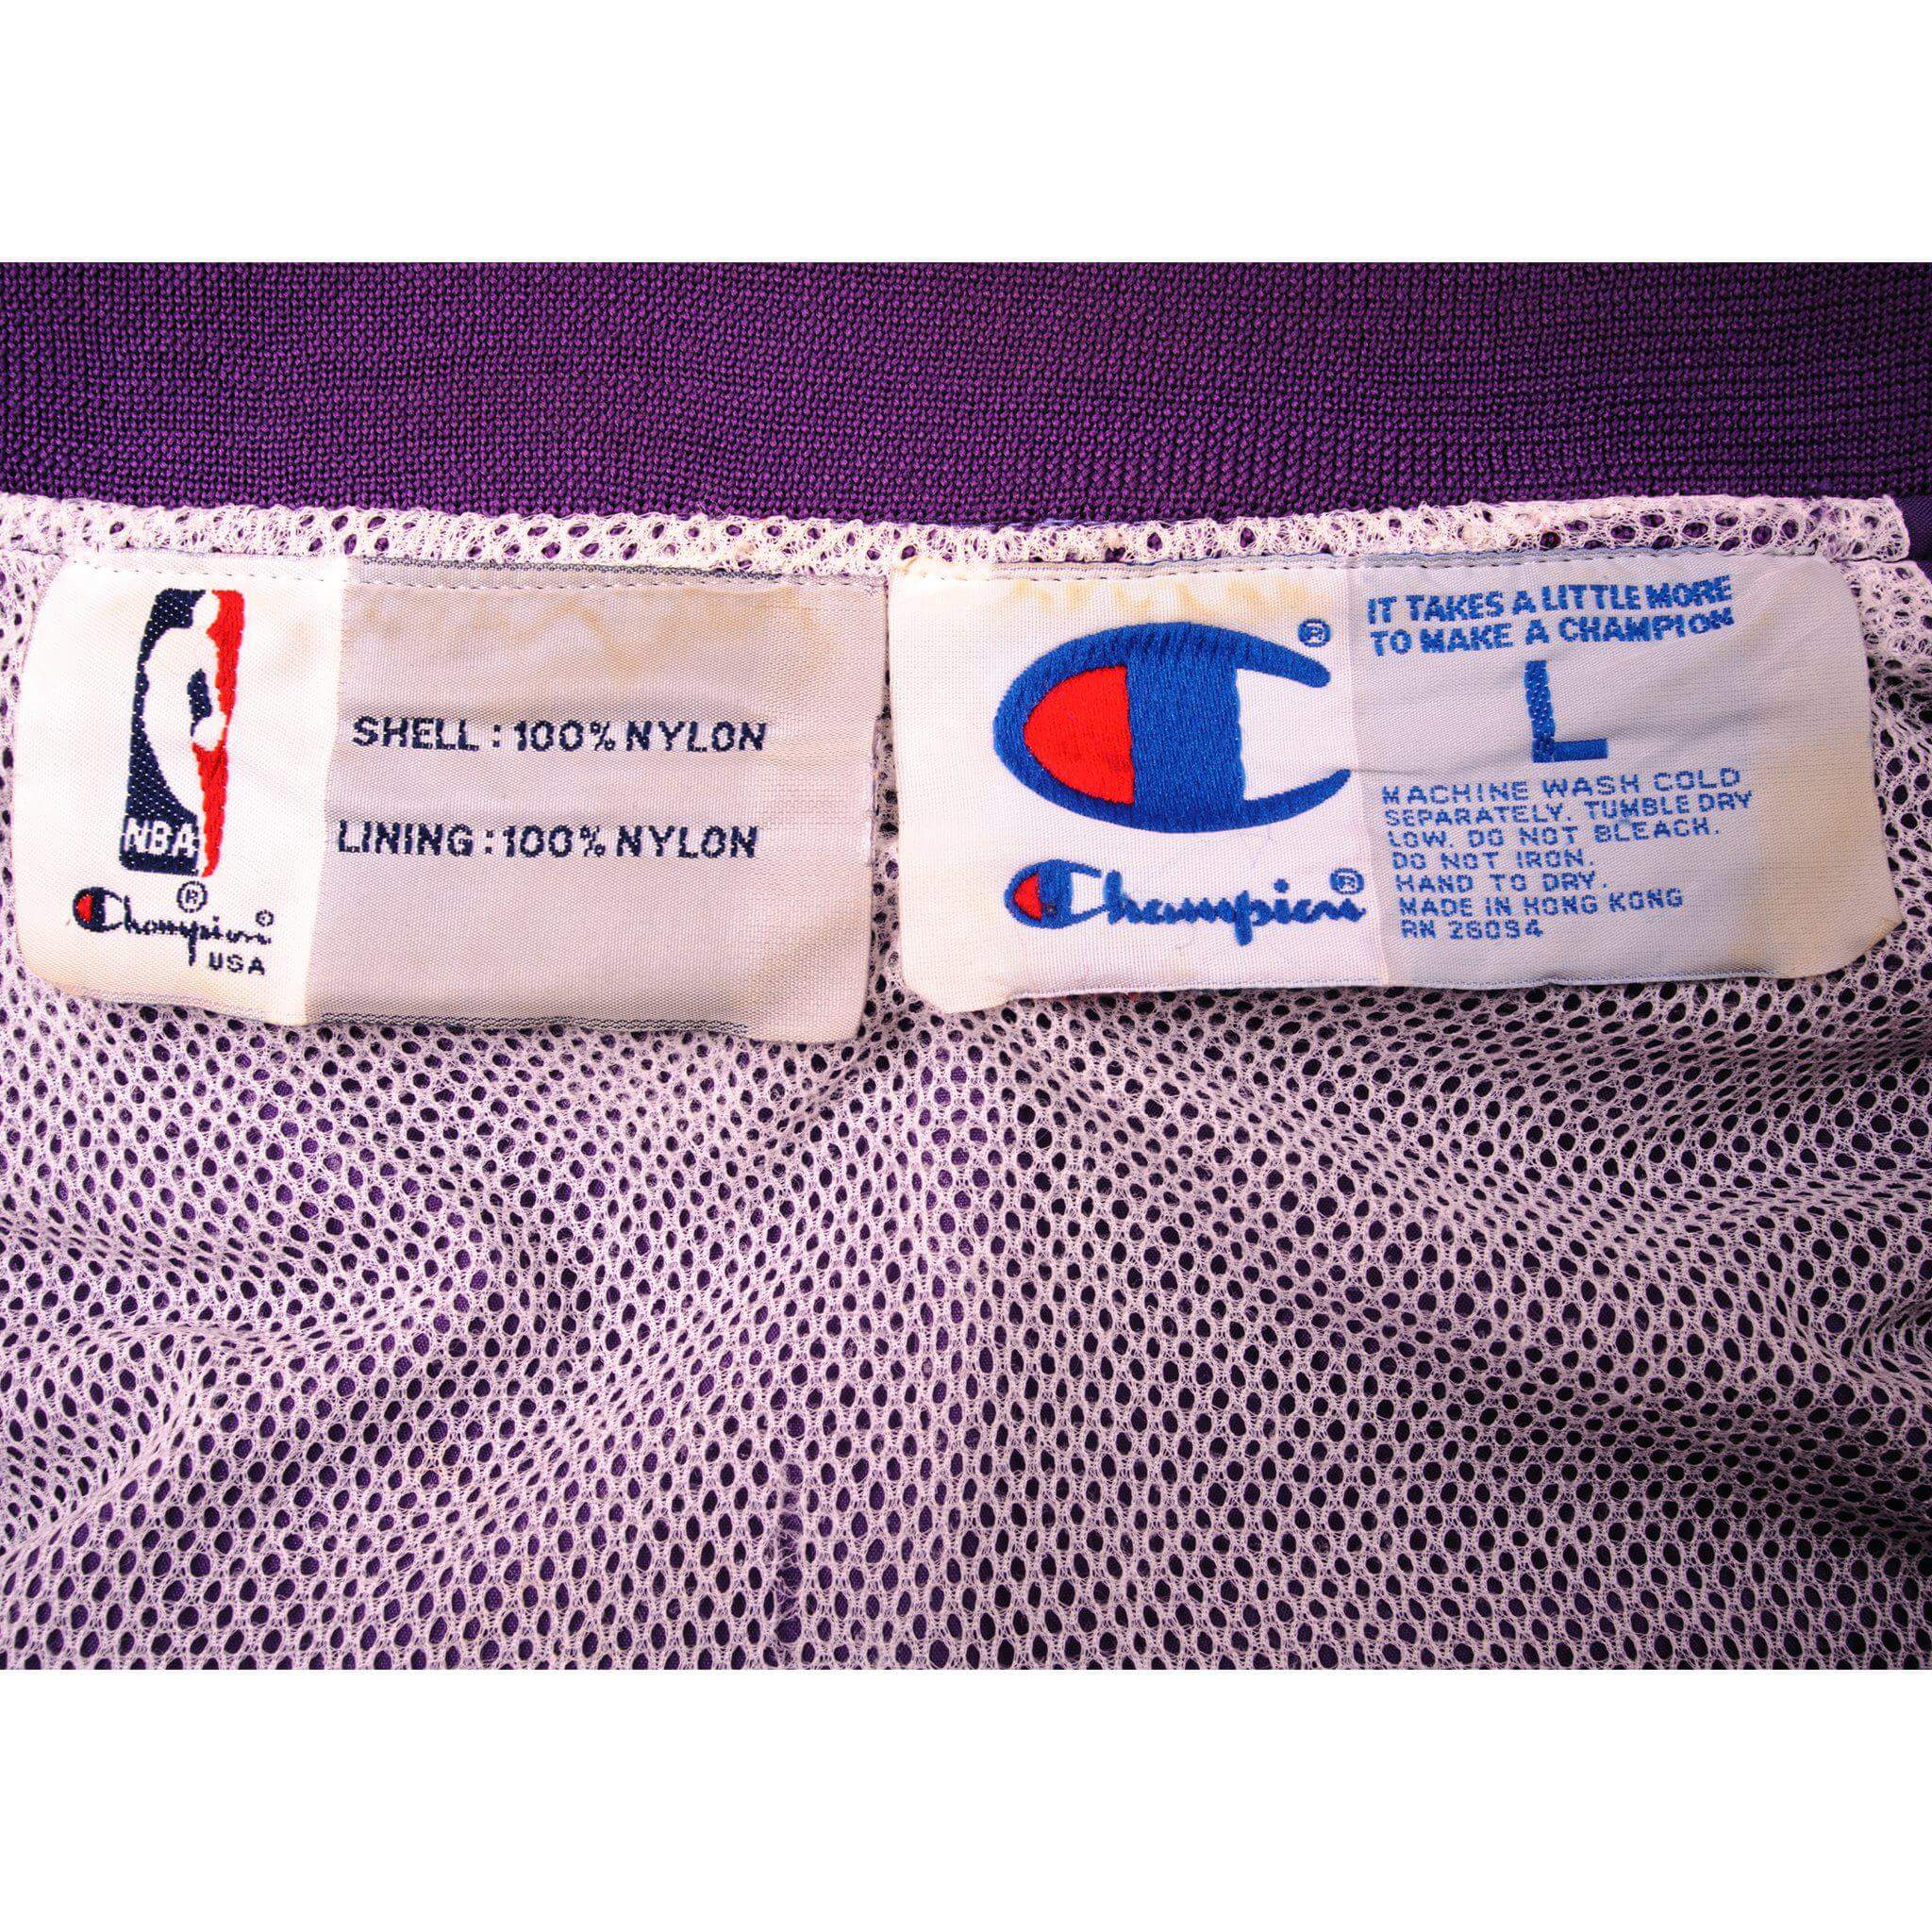 NBA
®
Champion©
USA
SHELL : 100% NYLON
LINING : 100% NYLON
®
Champion®
IT TAKES A LITTLE MORE
TO MAKE A CHAMPION
L
MACHINE WASH COLD
SEPARATELY. TUMBLE DRY
LOW. DO NOT BLEACH.
DO NOT IRON.
HAND TO DRY.
MADE IN HONG KONG
RN 26094